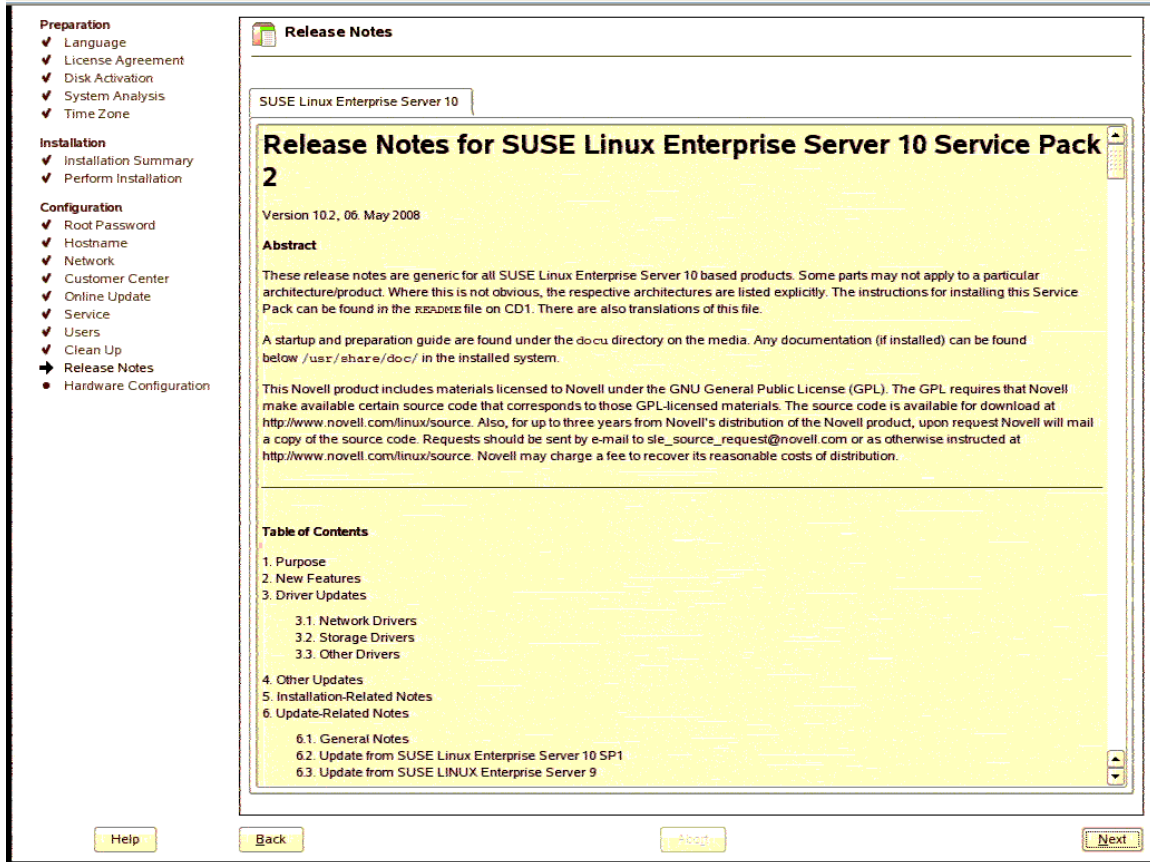 Preparation
Language
License Agreement
Disk Activation
System Analysis
Time Zone
Installation
Installation Summary
Perform Installation
Configuration
Root Password
Hostname
Network
Customer Center
Online Update
Service
Users
Clean Up
Release Notes
Hardware Configuration
Release Notes
SUSE Linux Enterprise Server 10
Release Notes for SUSE Linux Enterprise Server 10 Service Pack
2
Version 10.2, 06. May 2008
Abstract
These release notes are generic for all SUSE Linux Enterprise Server 10 based products. Some parts may not apply to a particular
architecture/product. Where this is not obvious, the respective architectures are listed explicitly. The instructions for installing this Service
Pack can be found in the README file on CD1. There are also translations of this file.
A startup and preparation guide are found under the docu directory on the media. Any documentation (if installed) can be found
below /usr/share/doc/ in the installed system.
This Novell product includes materials licensed to Novell under the GNU General Public License (GPL). The GPL requires that Novell
make available certain source code that corresponds to those GPL-licensed materials. The source code is available for download at
http://www.novell.com/linux/source. Also, for up to three years from Novell's distribution of the Novell product, upon request Novell will mail
a copy of the source code. Requests should be sent by e-mail to sle_source_request@novell.com or as otherwise instructed at
http://www.novell.com/linux/source. Novell may charge a fee to recover its reasonable costs of distribution.
Table of Contents
1. Purpose
2. New Features
3. Driver Updates
3.1. Network Drivers
3.2. Storage Drivers
3.3. Other Drivers
4. Other Updates
5. Installation-Related Notes
6. Update-Related Notes
6.1. General Notes
6.2. Update from SUSE Linux Enterprise Server 10 SP1
6.3. Update from SUSE LINUX Enterprise Server 9
Help
Back
Abort
Next